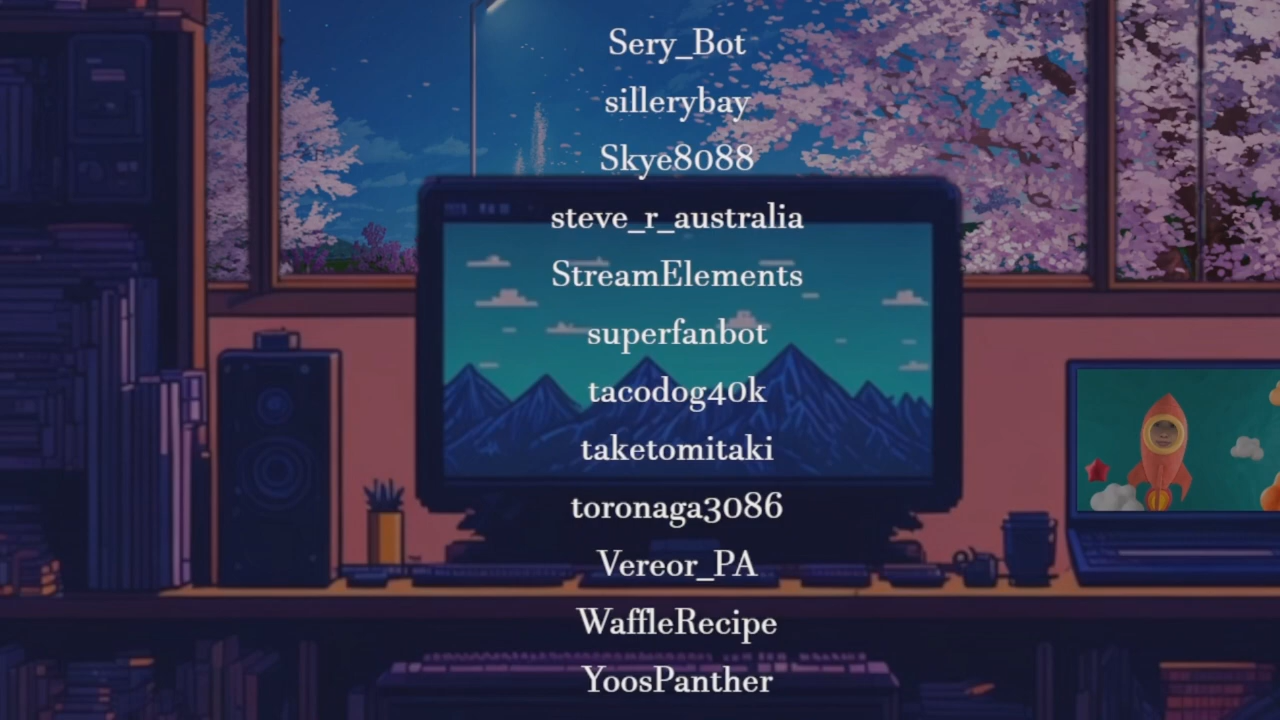 Sery_Bot
sillerybay
Skye8088
steve_r_australia
StreamElements
superfanbot
tacodog40k
taketomitaki
toronaga3086
Vereor_PA
WaffleRecipe
YoosPanther